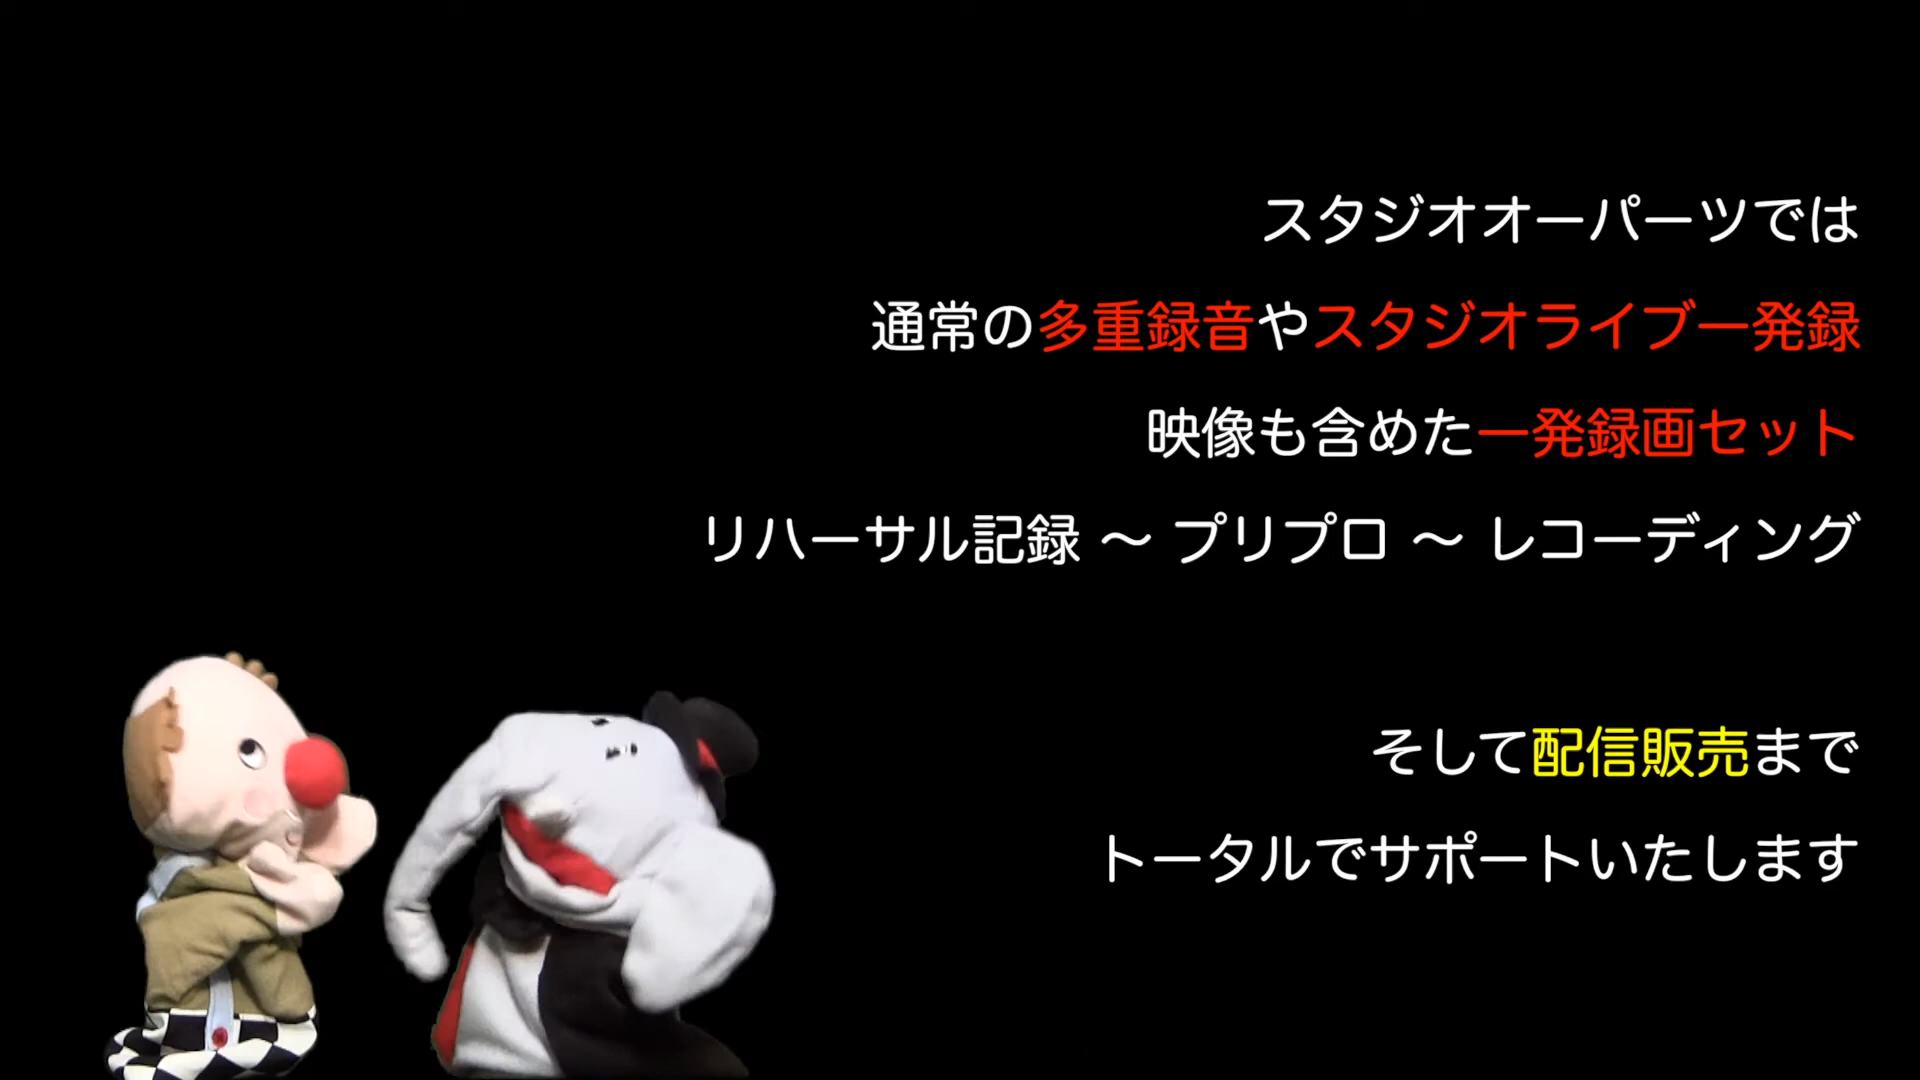 スタジオオーパーツでは
通常の多重録音やスタジオライブ一発録
映像も含めた一発録画セット
リハーサル記録 ～ プリプロ ～ レコーディング
そして配信販売まで
トータルでサポートいたします